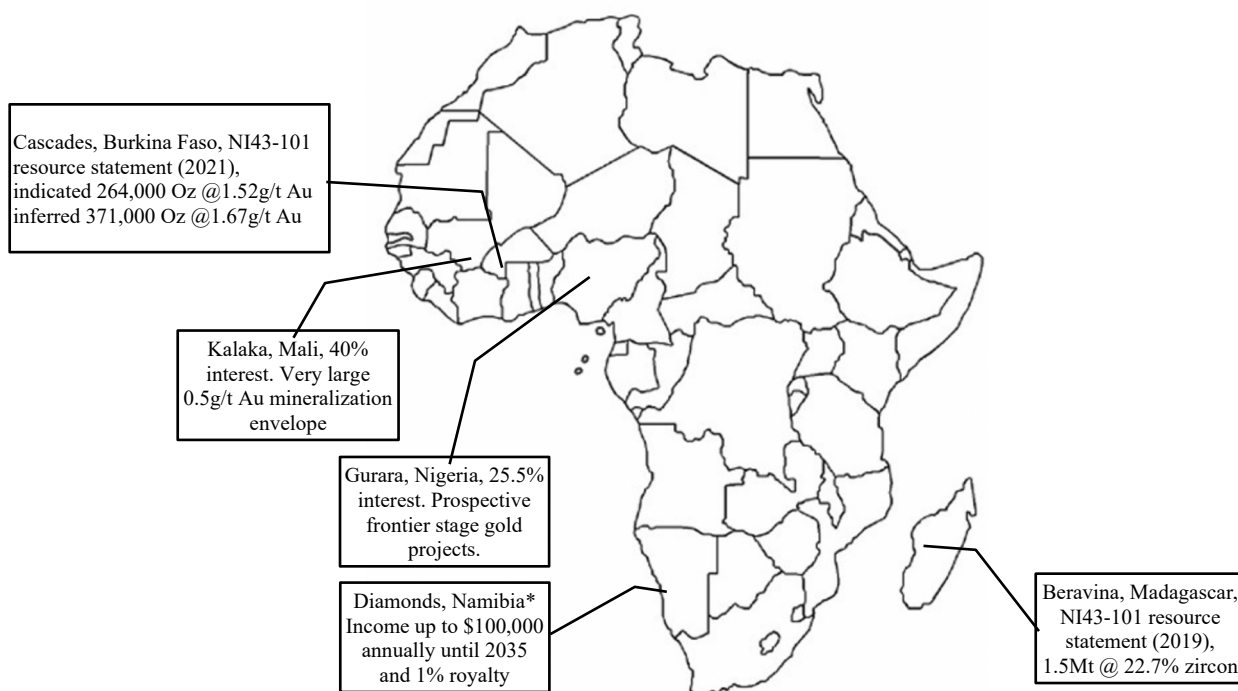 Cascades, Burkina Faso, NI43-101
resource statement (2021),
indicated 264,000 Oz @1.52g/t Au
inferred 371,000 Oz @1.67g/t Au
Kalaka, Mali, 40%
interest. Very large
0.5g/t Au mineralization
envelope
Gurara, Nigeria, 25.5%
interest. Prospective
frontier stage gold
projects.
Diamonds, Namibia*
Income up to $100,000
annually until 2035
and 1% royalty
Beravina, Madagascar,
NI43-101 resource
statement (2019),
1.5Mt @ 22.7% zircon